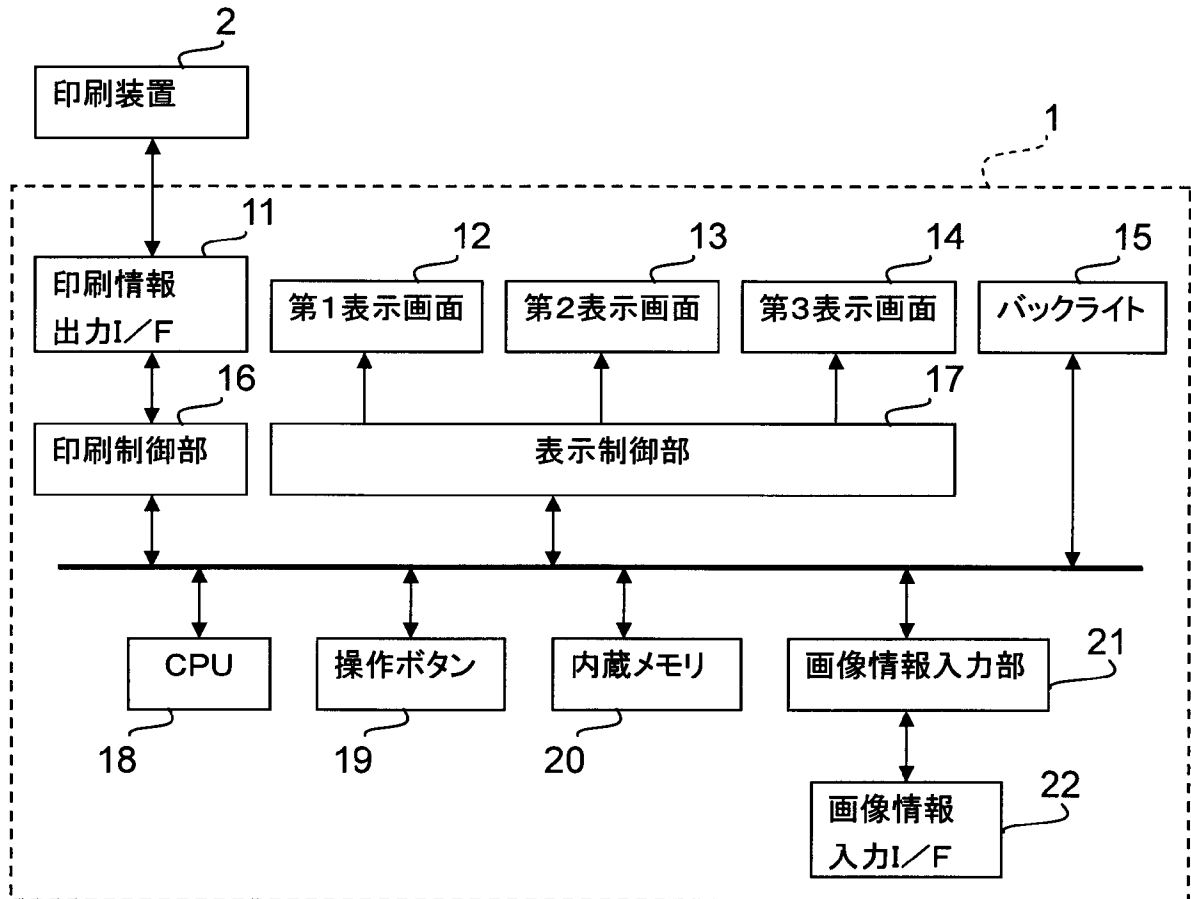 2
印刷装置
1
11
12
13
14
15
印刷情報
出力I／F
第1表示画面
第2表示画面
第3表示画面
バックライト
16
17
印刷制御部
表示制御部
CPU
操作ボタン
内蔵メモリ
画像情報入力部
21
18
19
20
画像情報
入力I／F
22